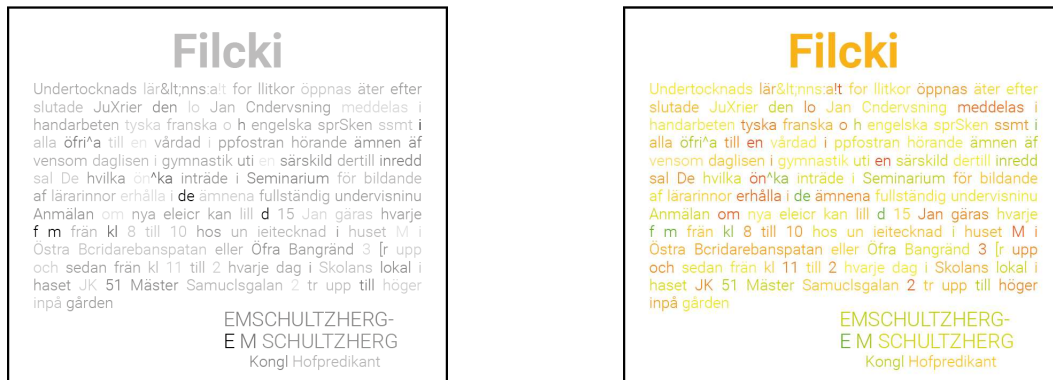 Filcki
Undertocknads lär&lt;nns:a!t for llitkor öppnas äter efter
slutade JuXrier den lo Jan Cndervsning meddelas i
handarbeten tyska franska o h engelska sprSken ssmt i
alla öfri^a till en vårdad i ppfostran hörande ämnen äf
vensom daglisen i gymnastik uti en särskild dertill inredd
sal De hvilka ön^ka inträde i Seminarium för bildande
af lärarinnor erhålla i de ämnena fullständig undervisninu
Anmälan om nya eleicr kan lill d 15 Jan gäras hvarje
f m från kl 8 till 10 hos un ieitecknad i huset M i
Östra Bcridarebanspatan eller Öfra Bangränd 3 [r upp
och sedan frän kl 11 till 2 hvarje dag i Skolans lokal i
haset JK 51 Mäster Samuclsgalan 2 tr upp till höger
inpå gården
EMSCHULTZHERG-
E M SCHULTZHERG
Kongl Hofpredikant
Filcki
Undertocknads lär&lt;nns:a!t for llitkor öppnas äter efter
slutade JuXrier den lo Jan Cndervsning meddelas i
handarbeten tyska franska o h engelska sprSken ssmt i
alla öfri^a till en vårdad i ppfostran hörande ämnen äf
vensom daglisen i gymnastik uti en särskild dertill inredd
sal De hvilka ön^ka inträde i Seminarium för bildande
af lärarinnor erhålla i de ämnena fullständig undervisninu
Anmälan om nya eleicr kan lill d 15 Jan gäras hvarje
f m från kl 8 till 10 hos un ieitecknad i huset M i
Östra Bcridarebanspatan eller Öfra Bangränd 3 [r upp
och sedan frän kl 11 till 2 hvarje dag i Skolans lokal i
haset JK 51 Mäster Samuclsgalan 2 tr upp till höger
inpå gården
EMSCHULTZHERG-
E M SCHULTZHERG
Kongl Hofpredikant